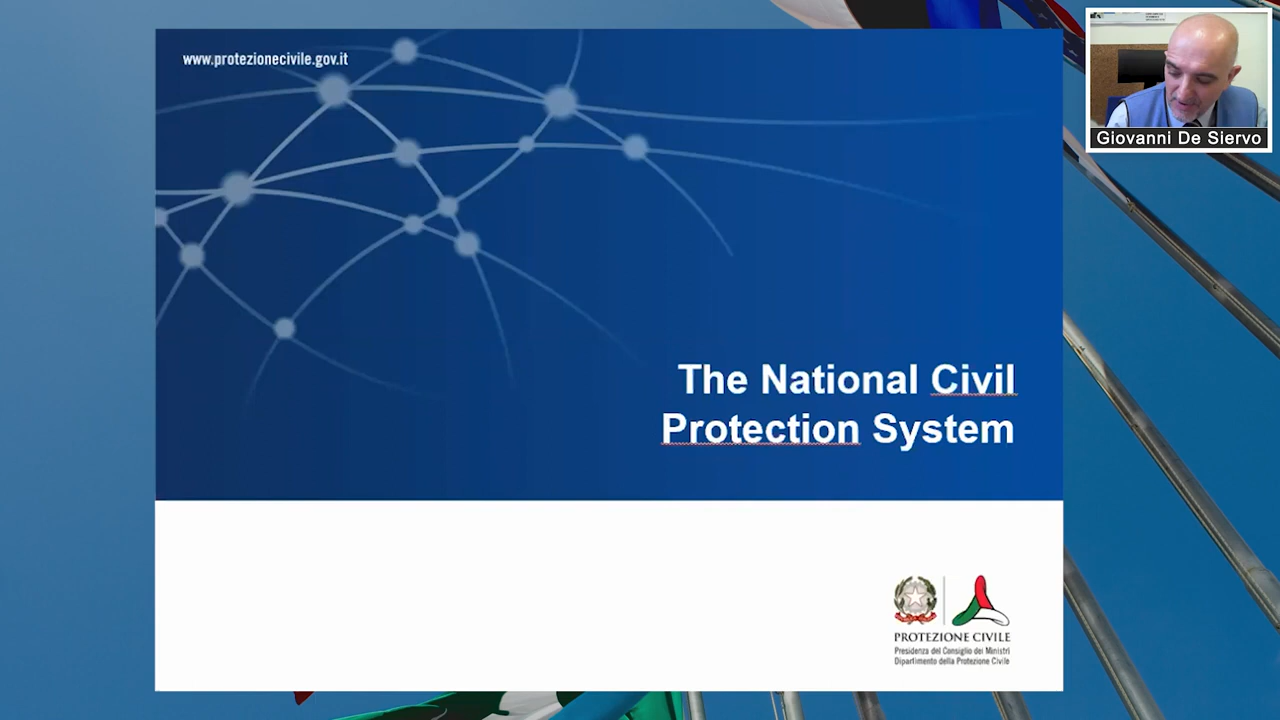 www.protezionecivile.gov.it
Giovanni De Siervo
The National Civil
Protection System
PROTEZIONE CIVILE
Presidenza del Consiglio dei Ministri
Dipartimento della Protezione Civile